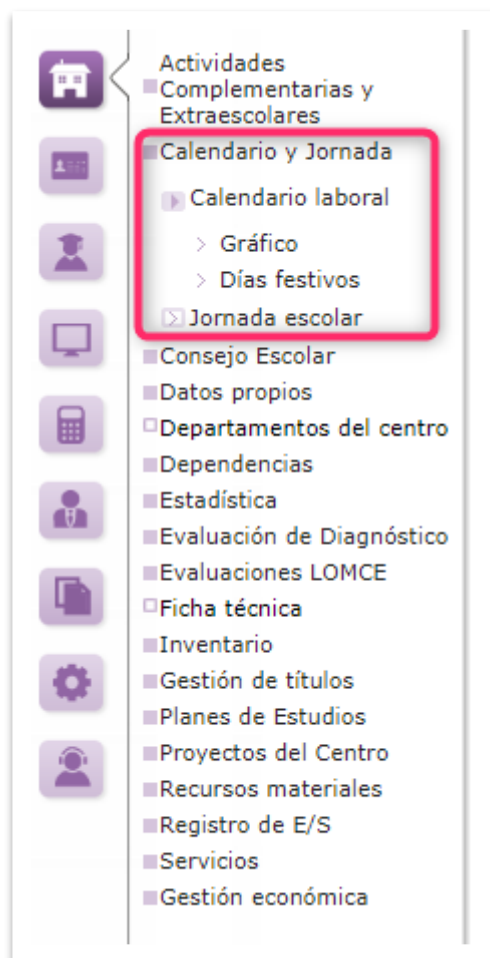 Actividades
Complementarias y
Extraescolares
Calendario y Jornada
Calendario laboral
Gráfico
Días festivos
Jornada escolar
Consejo Escolar
Datos propios
Departamentos del centro
Dependencias
Estadística
Evaluación de Diagnóstico
Evaluaciones LOMCE
Ficha técnica
Inventario
Gestión de títulos
Planes de Estudios
Proyectos del Centro
Recursos materiales
Registro de E/S
Servicios
Gestión económica